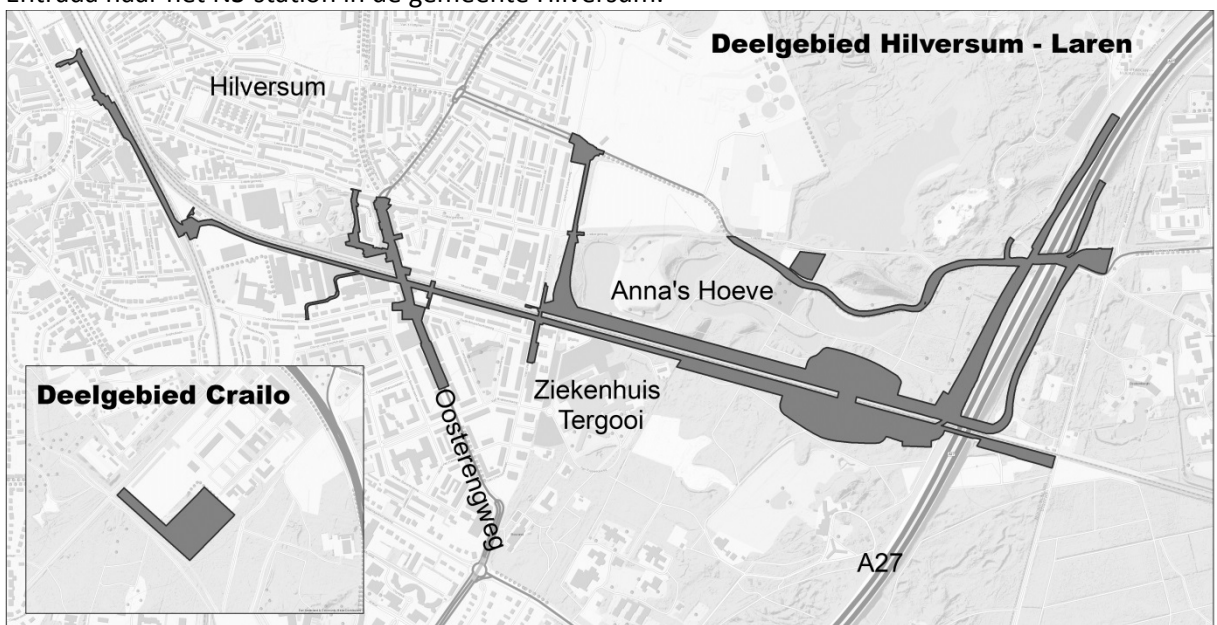 Entrada naar het NS-station in de gemeente Hilversum.
Deelgebied Hilversum - Laren
Hilversum
Anna's Hoeve
Ziekenhuis
Tergooi
Deelgebied Crailo
Oosterengweg
A27